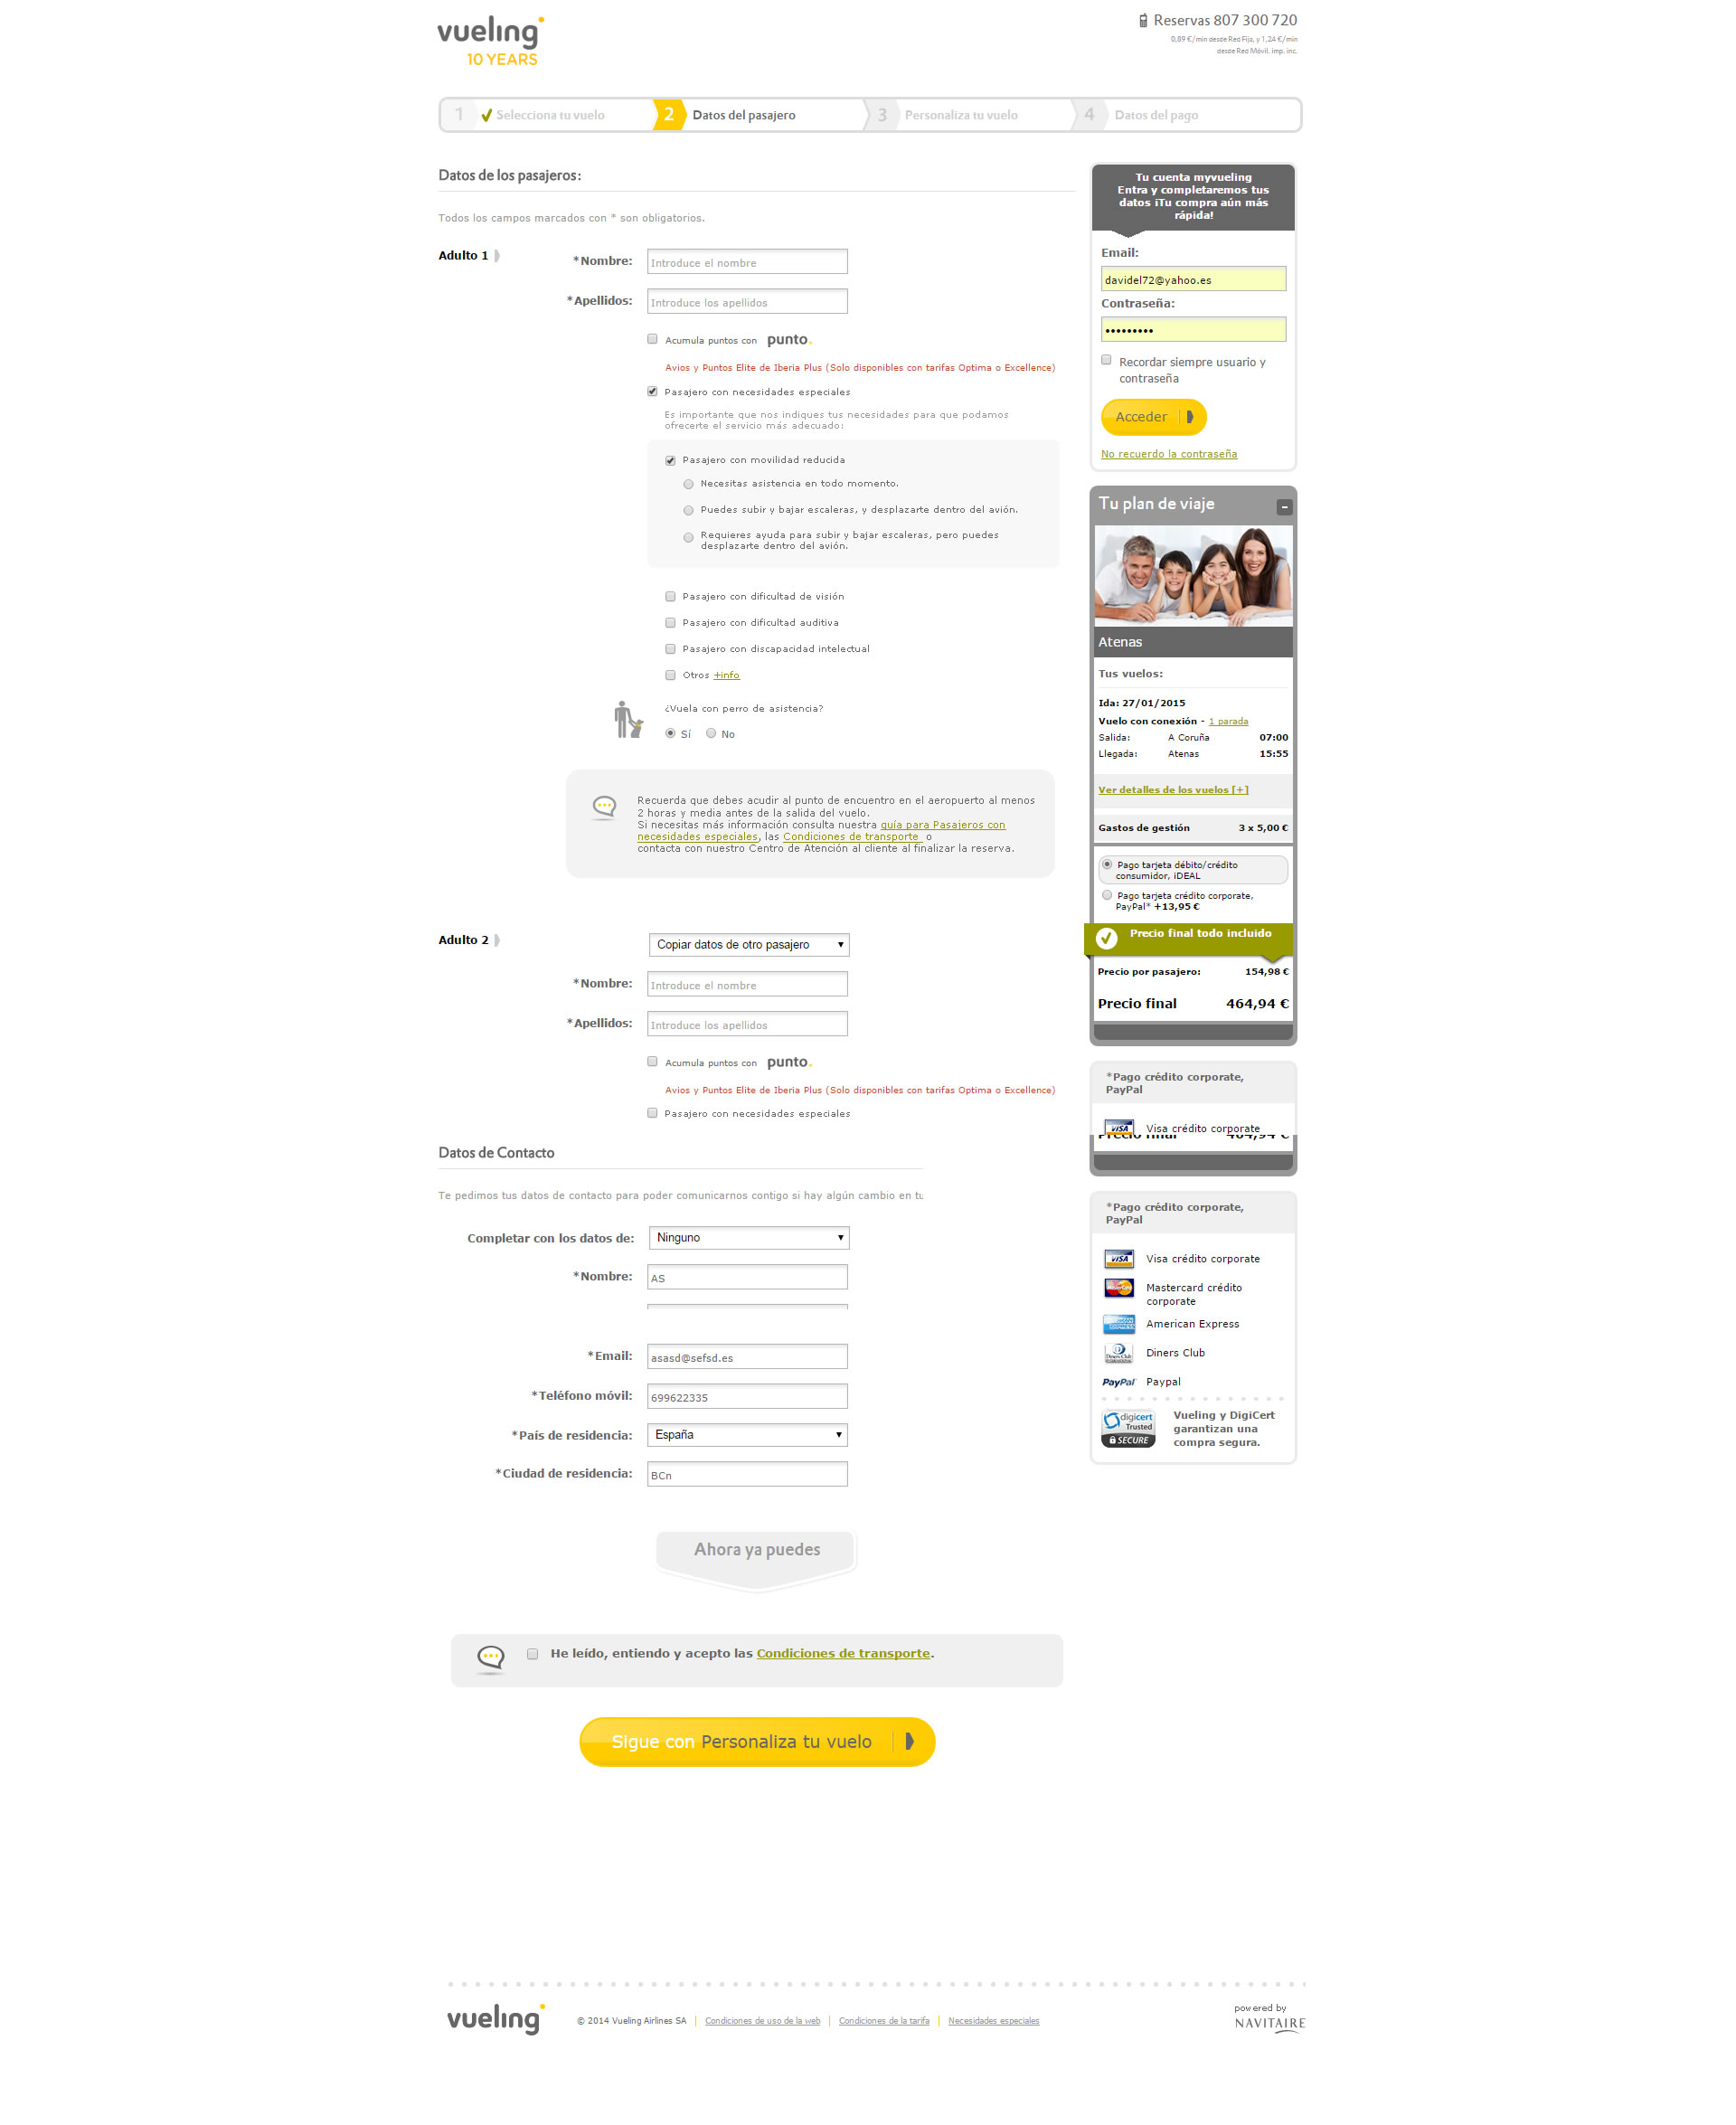 vueling
10 YEARS
Reservas 807 300 720
0,89 €/min desde Red Fija, y 1,24 €/min
desde Red Móvil. imp. inc.
1 Selecciona tu vuelo
2 Datos del pasajero
3 Personaliza tu vuelo
4 Datos del pago
Datos de los pasajeros:
Todos los campos marcados con * son obligatorios.
Adulto 1
*Nombre: Introduce el nombre
*Apellidos: Introduce los apellidos
Acumula puntos con punto.
Avios y Puntos Elite de Iberia Plus (Solo disponibles con tarifas Optima o Excellence)
Pasajero con necesidades especiales
Es importante que nos indiques tus necesidades para que podamos
ofrecerte el servicio más adecuado:
Pasajero con movilidad reducida
Necesitas asistencia en todo momento.
Puedes subir y bajar escaleras, y desplazarte dentro del avión.
Requieres ayuda para subir y bajar escaleras, pero puedes
desplazarte dentro del avión.
Pasajero con dificultad de visión
Pasajero con dificultad auditiva
Pasajero con discapacidad intelectual
Otros +info
¿Vuela con perro de asistencia?
Sí No
Recuerda que debes acudir al punto de encuentro en el aeropuerto al menos
2 horas y media antes de la salida del vuelo.
Si necesitas más información consulta nuestra guía para Pasajeros con
necesidades especiales, las Condiciones de transporte o
contacta con nuestro Centro de Atención al cliente al finalizar la reserva.
Adulto 2
Copiar datos de otro pasajero
*Nombre: Introduce el nombre
*Apellidos: Introduce los apellidos
Acumula puntos con punto.
Avios y Puntos Elite de Iberia Plus (Solo disponibles con tarifas Optima o Excellence)
Pasajero con necesidades especiales
Datos de Contacto
Te pedimos tus datos de contacto para poder comunicarnos contigo si hay algún cambio en tu
Completar con los datos de: Ninguno
*Nombre: AS
*Email: asasd@sefsd.es
*Teléfono móvil: 699622335
*País de residencia: España
*Ciudad de residencia: BCn
Ahora ya puedes
He leído, entiendo y acepto las Condiciones de transporte.
Sigue con Personaliza tu vuelo
Tu cuenta myvueling
Entra y completaremos tus
datos ¡Tu compra aún más
rápida!
Email:
davidel72@yahoo.es
Contraseña:
•••••••••
Recordar siempre usuario y
contraseña
Acceder
No recuerdo la contraseña
Tu plan de viaje -
Atenas
Tus vuelos:
Ida: 27/01/2015
Vuelo con conexión - 1 parada
Salida: A Coruña 07:00
Llegada: Atenas 15:55
Ver detalles de los vuelos [+]
Gastos de gestión 3 x 5,00 €
Pago tarjeta débito/crédito
consumidor, iDEAL
Pago tarjeta crédito corporate,
PayPal* +13,95 €
Precio final todo incluido
Precio por pasajero: 154,98 €
Precio final 464,94 €
*Pago crédito corporate,
PayPal
VISA Visa crédito corporate
Precio final 464,94 €
*Pago crédito corporate,
PayPal
VISA Visa crédito corporate
Mastercard crédito
corporate
American Express
Diners Club
PayPal Paypal
digicert
Trusted
SECURE
Vueling y DigiCert
garantizan una
compra segura.
vueling
© 2014 Vueling Airlines SA | Condiciones de uso de la web | Condiciones de la tarifa | Necesidades especiales
powered by
NAVITAIRE